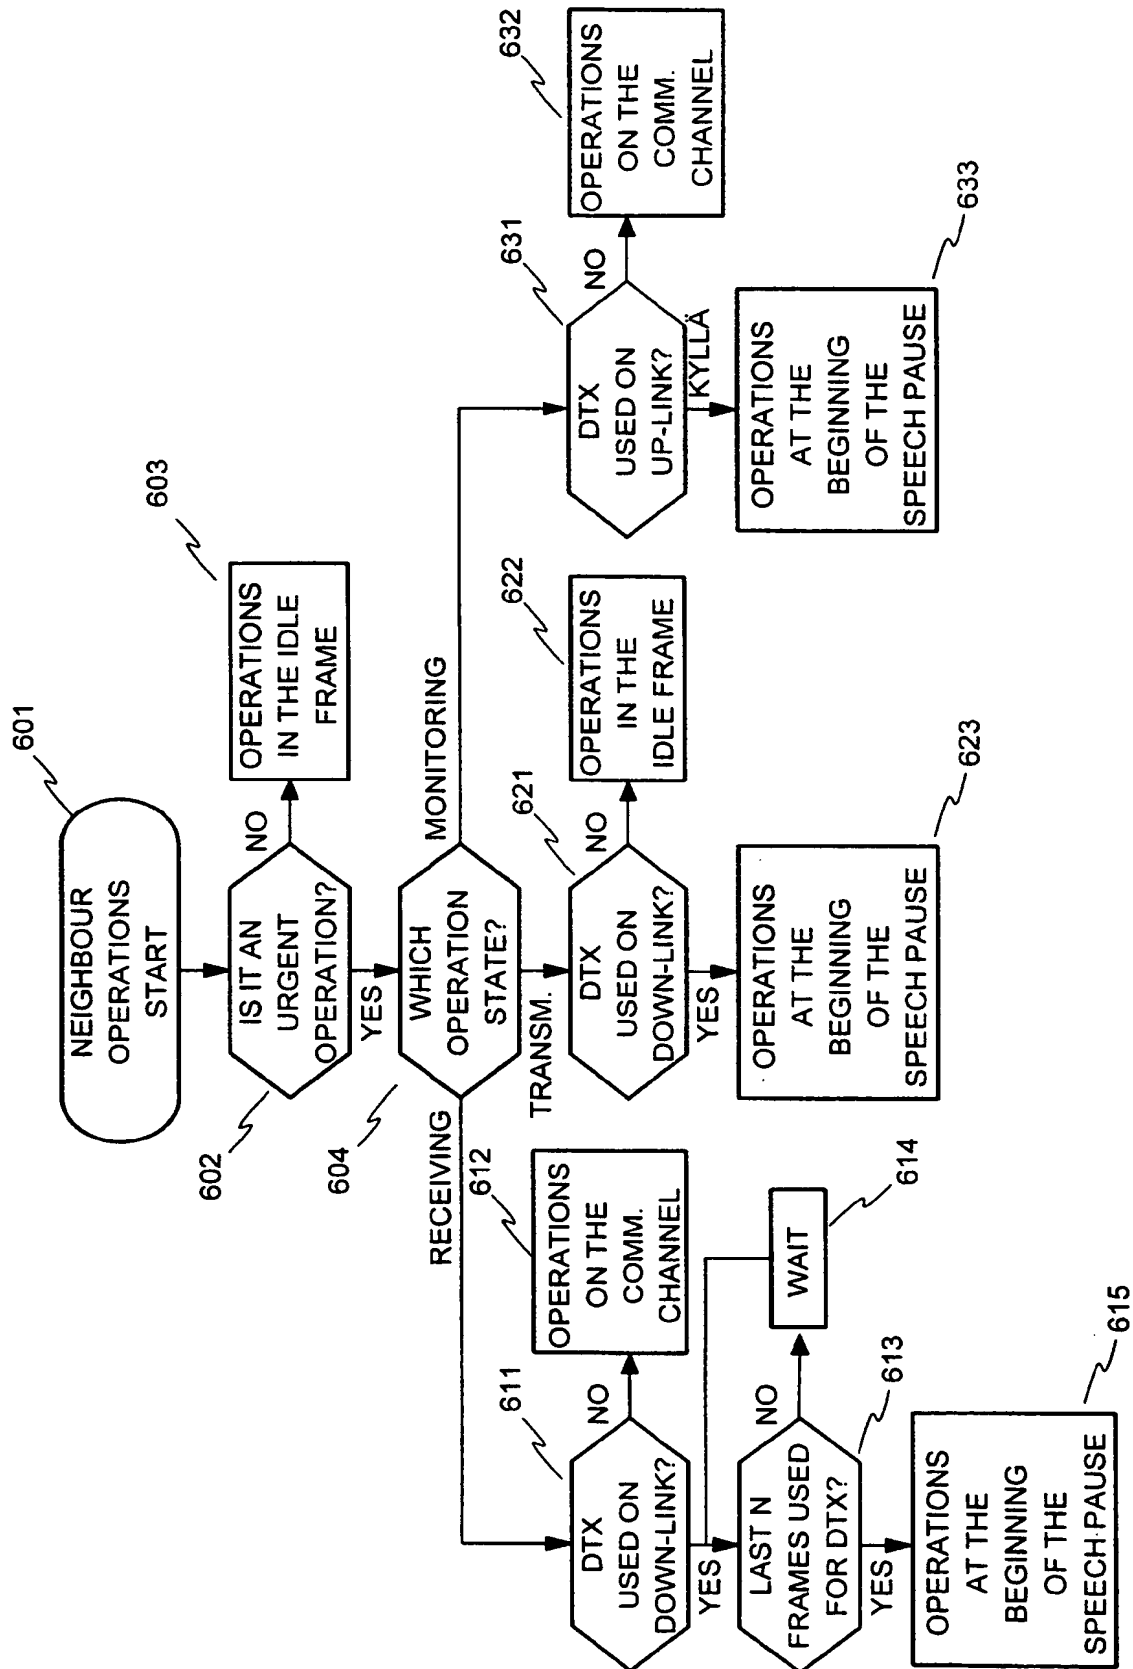 601
NEIGHBOUR
OPERATIONS
START
602
IS IT AN
URGENT
OPERATION?
NO
603
OPERATIONS
IN THE IDLE
FRAME
YES
604
WHICH
OPERATION
STATE?
RECEIVING
TRANSM.
MONITORING
611
DTX
USED ON
DOWN-LINK?
NO
612
OPERATIONS
ON THE
COMM.
CHANNEL
YES
LAST N
FRAMES USED
FOR DTX?
613
NO
WAIT
614
YES
OPERATIONS
AT THE
BEGINNING
OF THE
SPEECH PAUSE
615
621
DTX
USED ON
DOWN-LINK?
NO
622
OPERATIONS
IN THE
IDLE FRAME
YES
OPERATIONS
AT THE
BEGINNING
OF THE
SPEECH PAUSE
623
631
DTX
USED ON
UP-LINK?
NO
632
OPERATIONS
ON THE
COMM.
CHANNEL
KYLLÄ
OPERATIONS
AT THE
BEGINNING
OF THE
SPEECH PAUSE
633